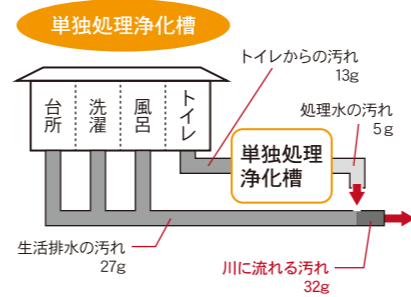 単独処理浄化槽
トイレからの汚れ
13g
処理水の汚れ
5g
台所
洗濯
風呂
トイレ
単独処理
浄化槽
生活排水の汚れ
27g
川に流れる汚れ
32g